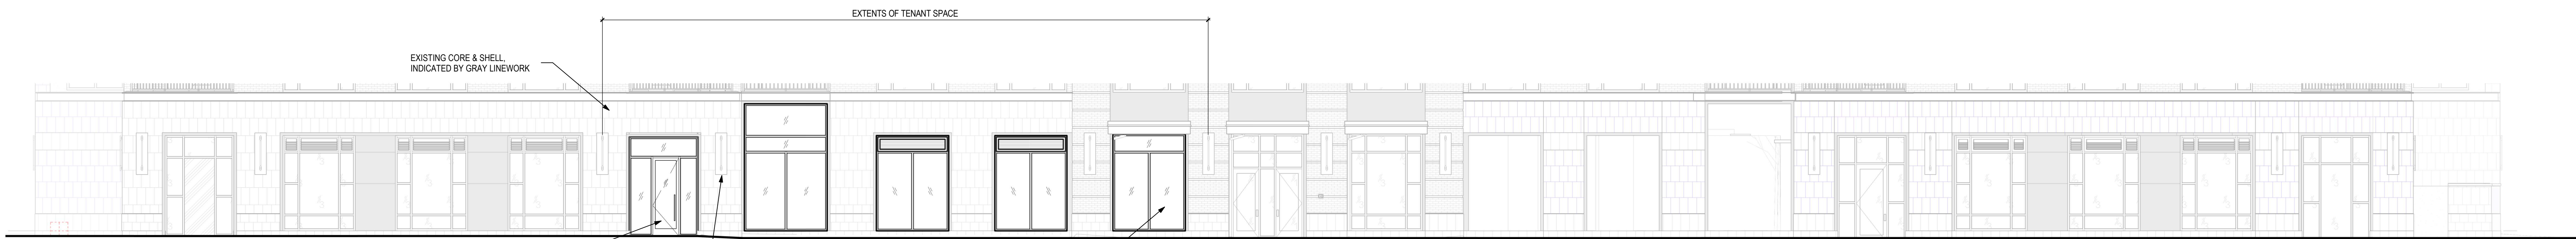 EXTENTS OF TENANT SPACE
EXISTING CORE & SHELL,
INDICATED BY GRAY LINEWORK